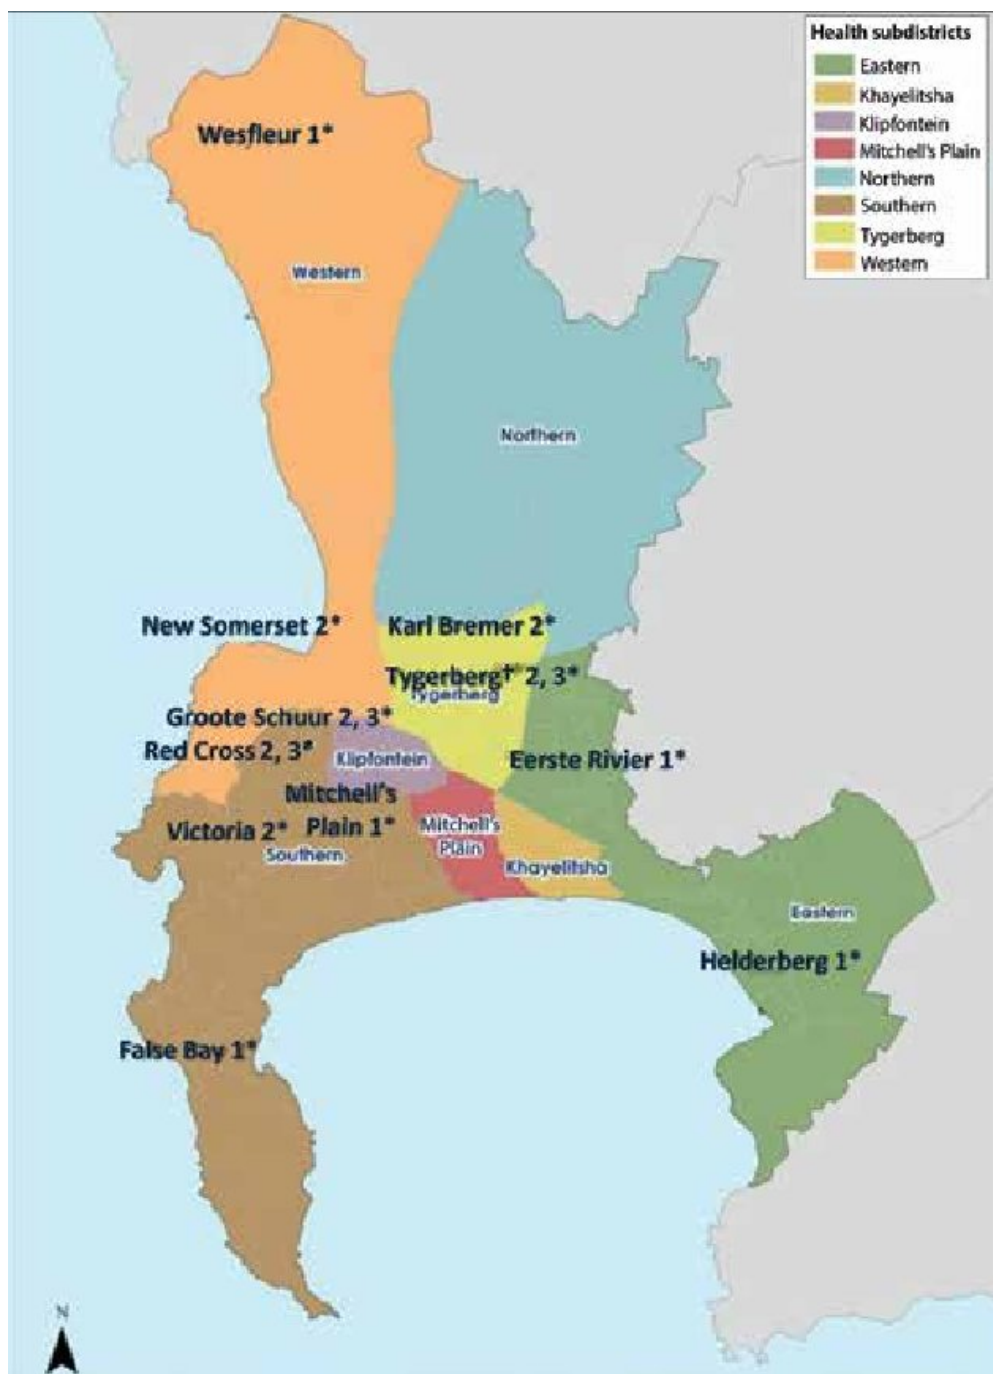 Health subdistricts
Eastern
Khayelitsha
Klipfontein
Mitchell's Plain
Northern
Southern
Tygerberg
Western
Wesfleur 1*
Western
Northern
New Somerset 2*
Karl Bremer 2*
Tygerberg† 2, 3*
Tygerberg
Groote Schuur 2, 3*
Red Cross 2, 3*
Klipfontein
Eerste Rivier 1*
Mitchell's
Plain 1*
Victoria 2*
Southern
Mitchell's
Plain
Khayelitsha
Eastern
Helderberg 1*
False Bay 1*
N